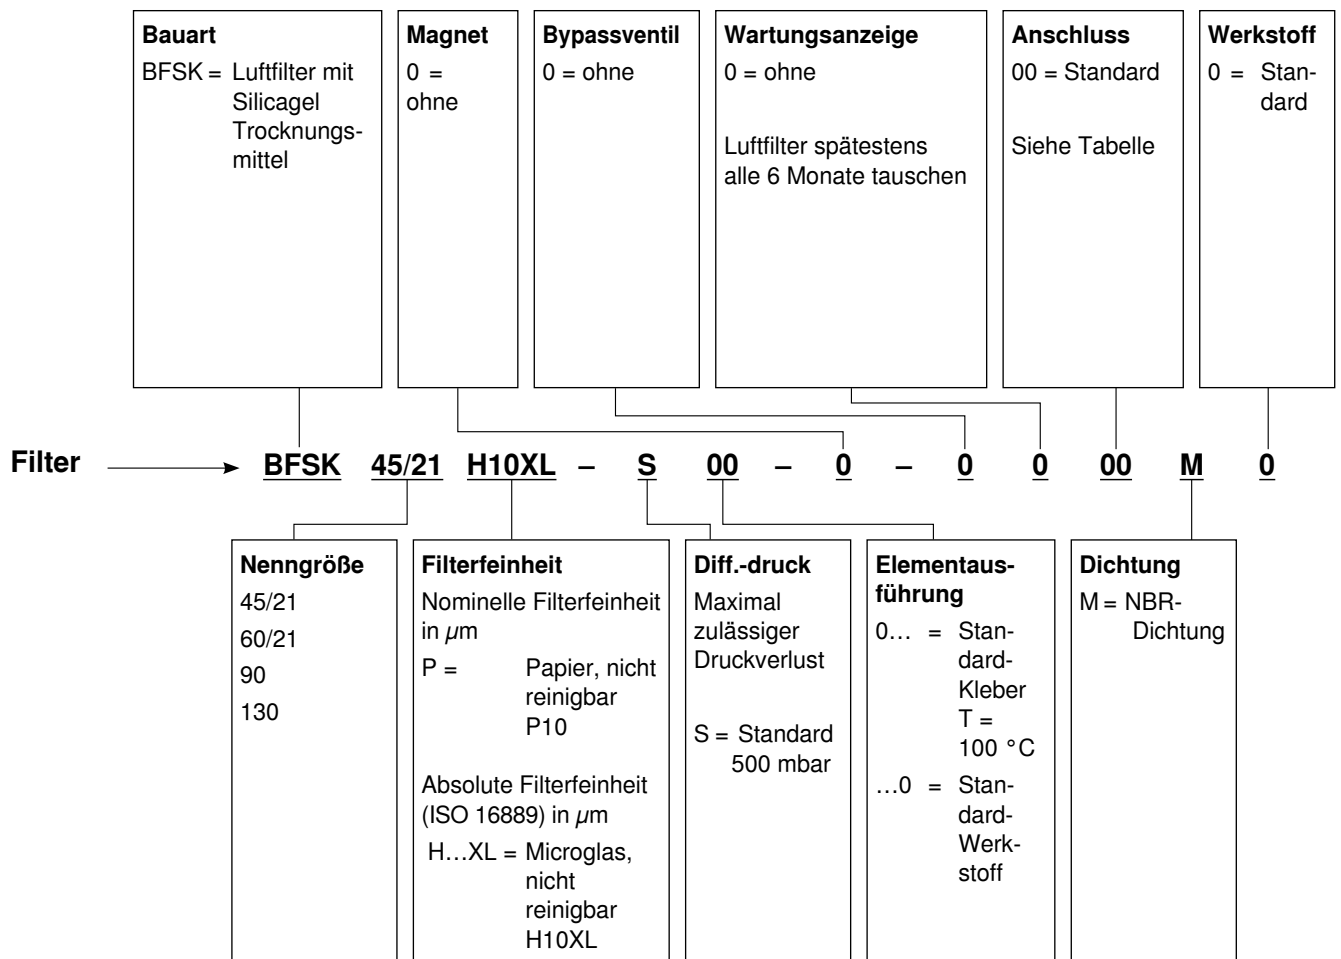 Bauart
BFSK = Luftfilter mit
Silicagel
Trocknungs-
mittel
Magnet
0 =
ohne
Bypassventil
0 = ohne
Wartungsanzeige
0 = ohne
Luftfilter spätestens
alle 6 Monate tauschen
Anschluss
00 = Standard
Siehe Tabelle
Werkstoff
0 = Stan-
dard
Filter BFSK 45/21 H10XL – S 00 – 0 – 0 0 00 M 0
Nenngröße
45/21
60/21
90
130
Filterfeinheit
Nominelle Filterfeinheit
in µm
P = Papier, nicht
reinigbar
P10
Absolute Filterfeinheit
(ISO 16889) in µm
H…XL = Microglas,
nicht
reinigbar
H10XL
Diff.-druck
Maximal
zulässiger
Druckverlust
S = Standard
500 mbar
Elementaus-
führung
0… = Stan-
dard-
Kleber
T =
100 °C
…0 = Stan-
dard-
Werk-
stoff
Dichtung
M = NBR-
Dichtung